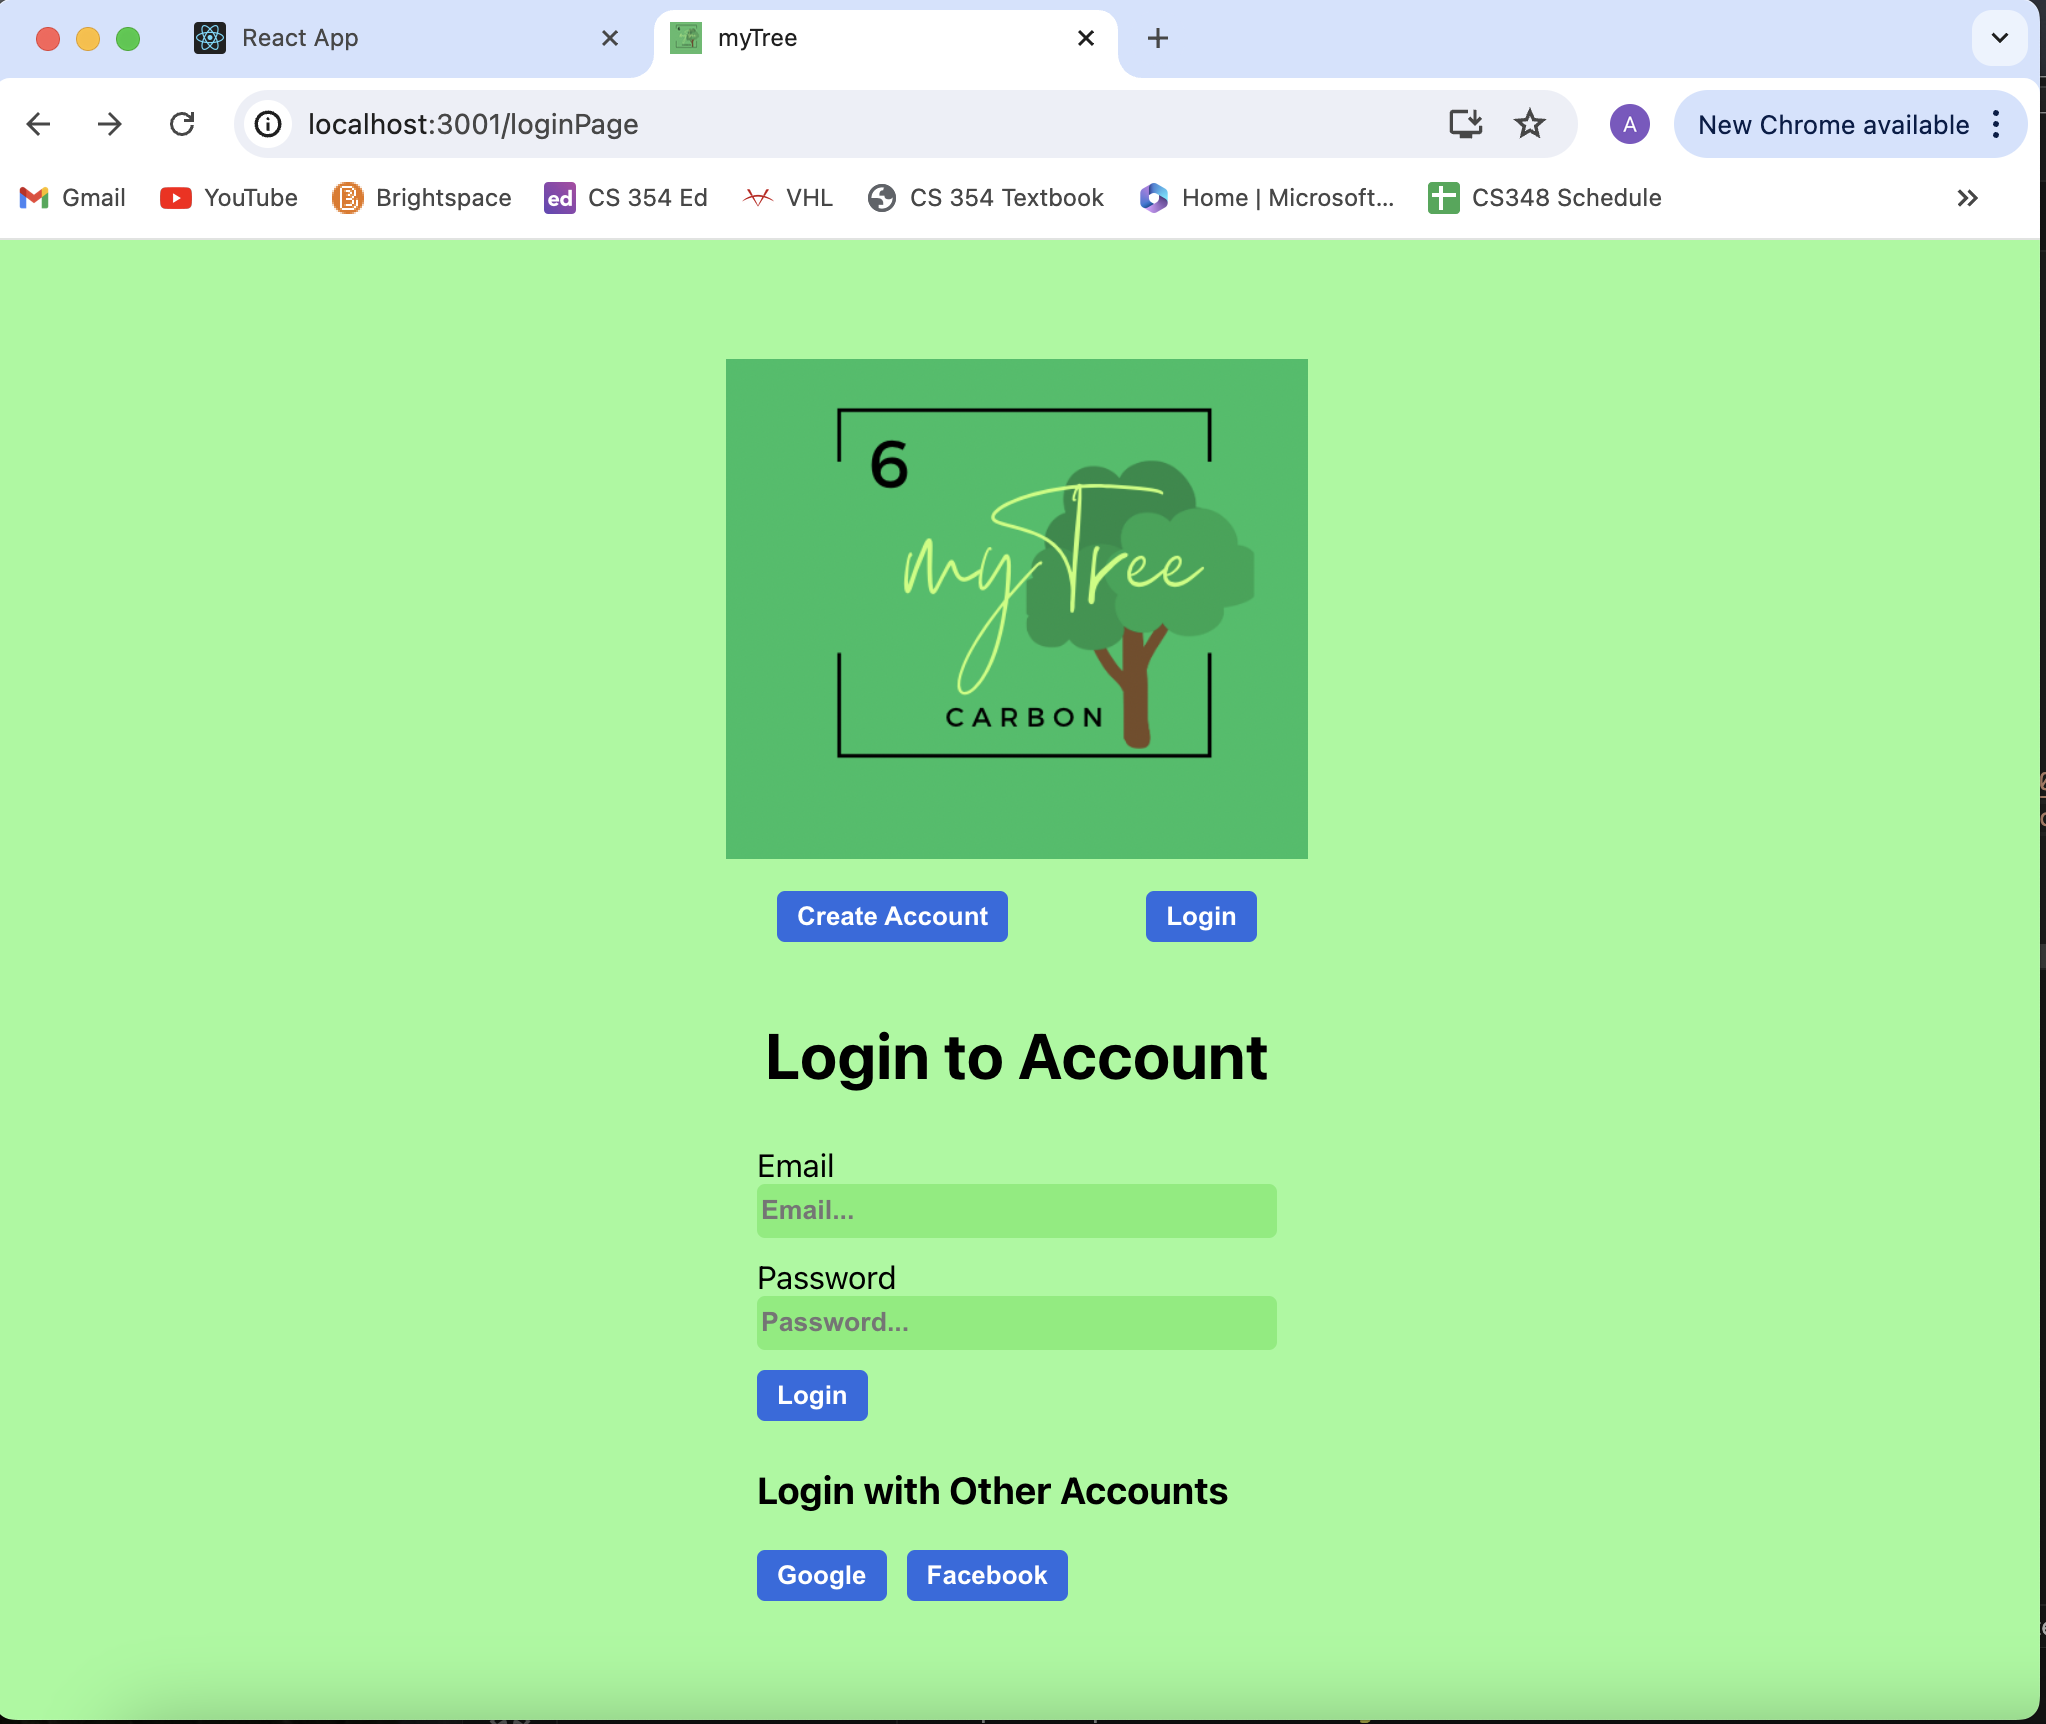 React App
myTree
localhost:3001/loginPage
A
New Chrome available
Gmail
YouTube
Brightspace
ed
CS 354 Ed
VHL
CS 354 Textbook
Home | Microsoft...
CS348 Schedule
6
myTree
CARBON
Create Account
Login
Login to Account
Email
Email...
Password
Password...
Login
Login with Other Accounts
Google
Facebook